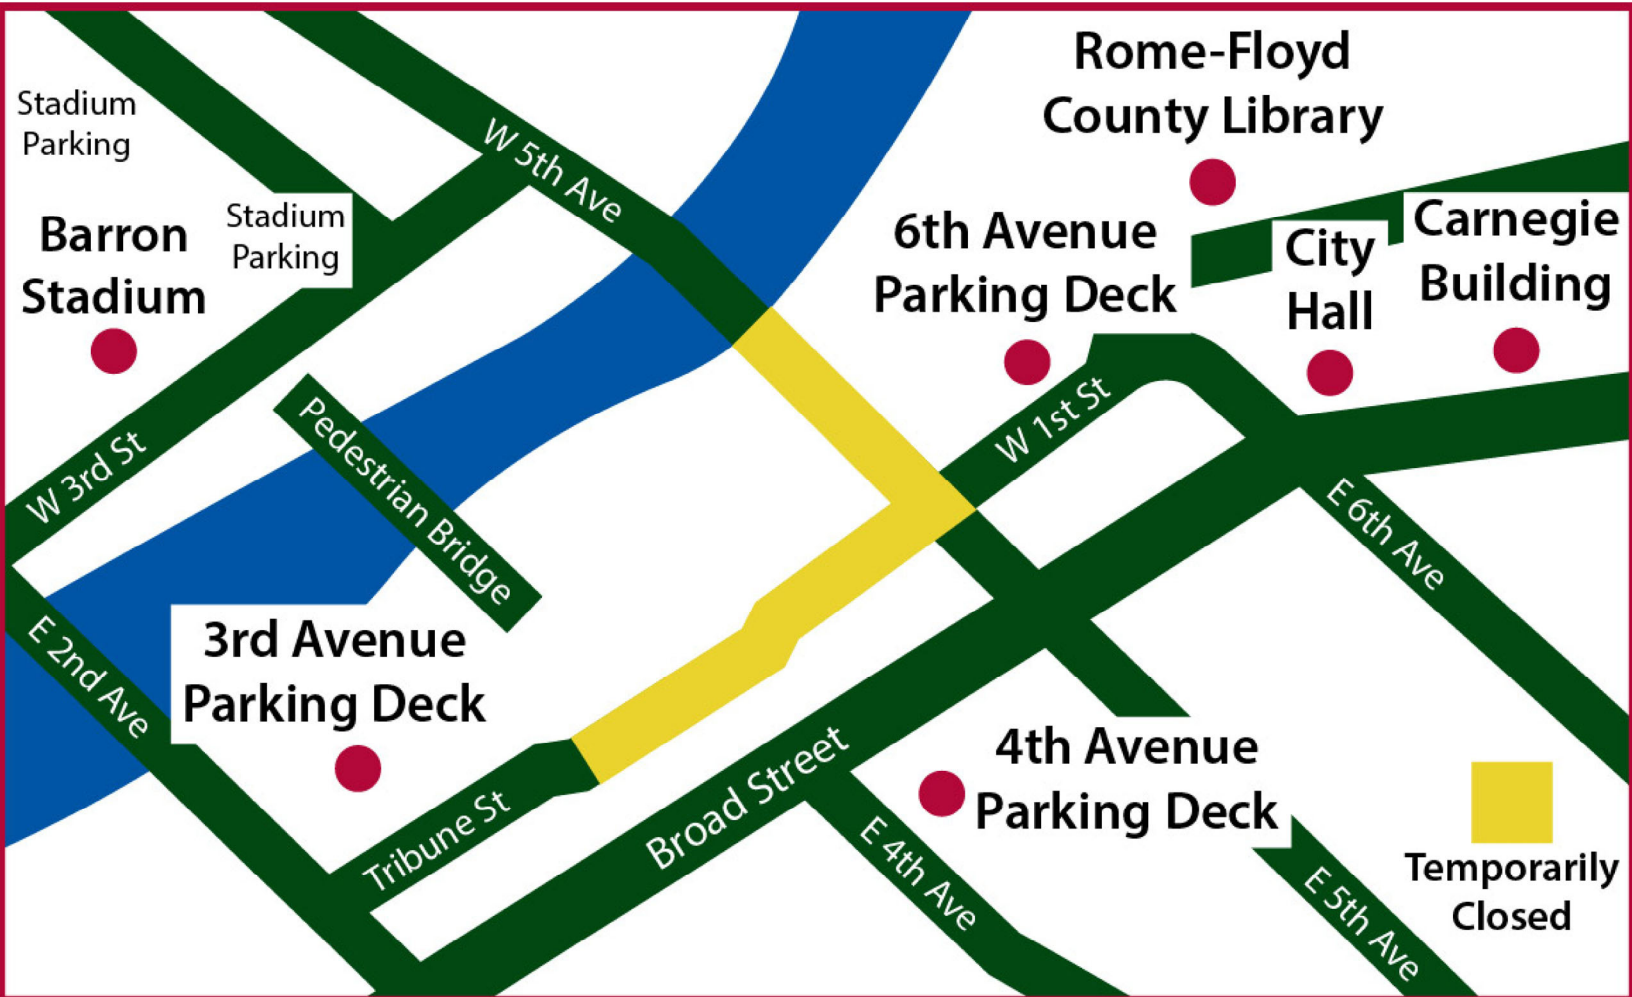 Rome-Floyd
County Library
Stadium
Parking
W 5th Ave
Stadium
Parking
Barron
Stadium
6th Avenue
Parking Deck
City
Hall
Carnegie
Building
W 3rd St
Pedestrian Bridge
W 1st St
E 6th Ave
E 2nd Ave
3rd Avenue
Parking Deck
Tribune St
Broad Street
4th Avenue
Parking Deck
E 4th Ave
E 5th Ave
Temporarily
Closed